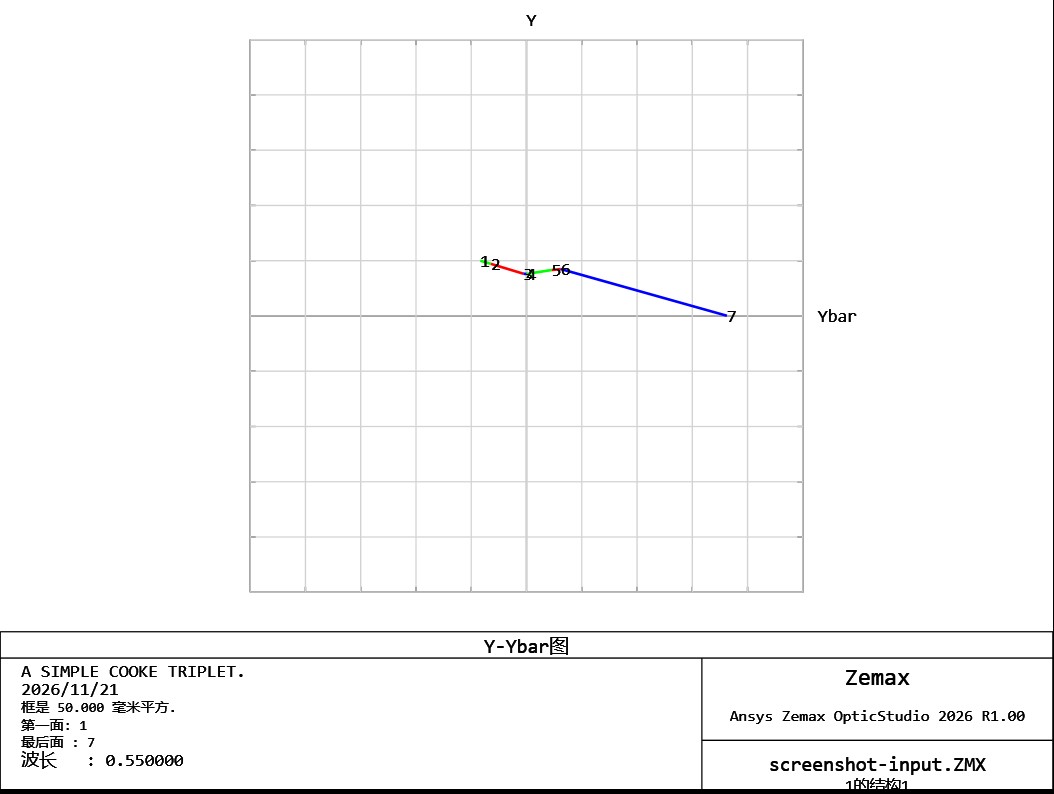 Y
1 2 3 4 5 6
7
Ybar
Y-Ybar图
A SIMPLE COOKE TRIPLET.
2026/11/21
框是 50.000 毫米平方.
第一面: 1
最后面 : 7
波长 : 0.550000
Zemax
Ansys Zemax OpticStudio 2026 R1.00
screenshot-input.ZMX
1的结构1